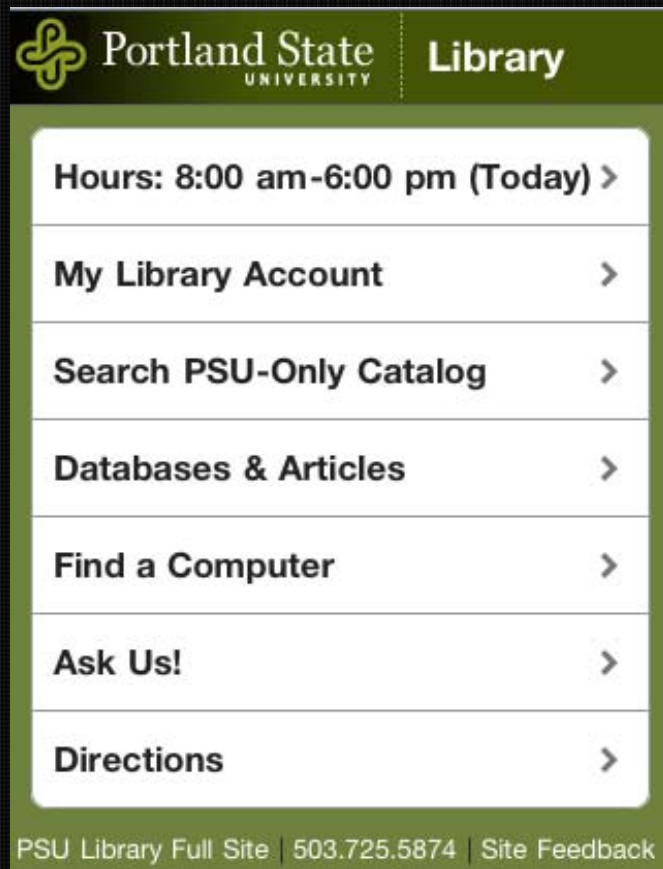 Portland State Library
UNIVERSITY
Hours: 8:00 am-6:00 pm (Today) >
My Library Account >
Search PSU-Only Catalog >
Databases & Articles >
Find a Computer >
Ask Us! >
Directions >
PSU Library Full Site | 503.725.5874 | Site Feedback